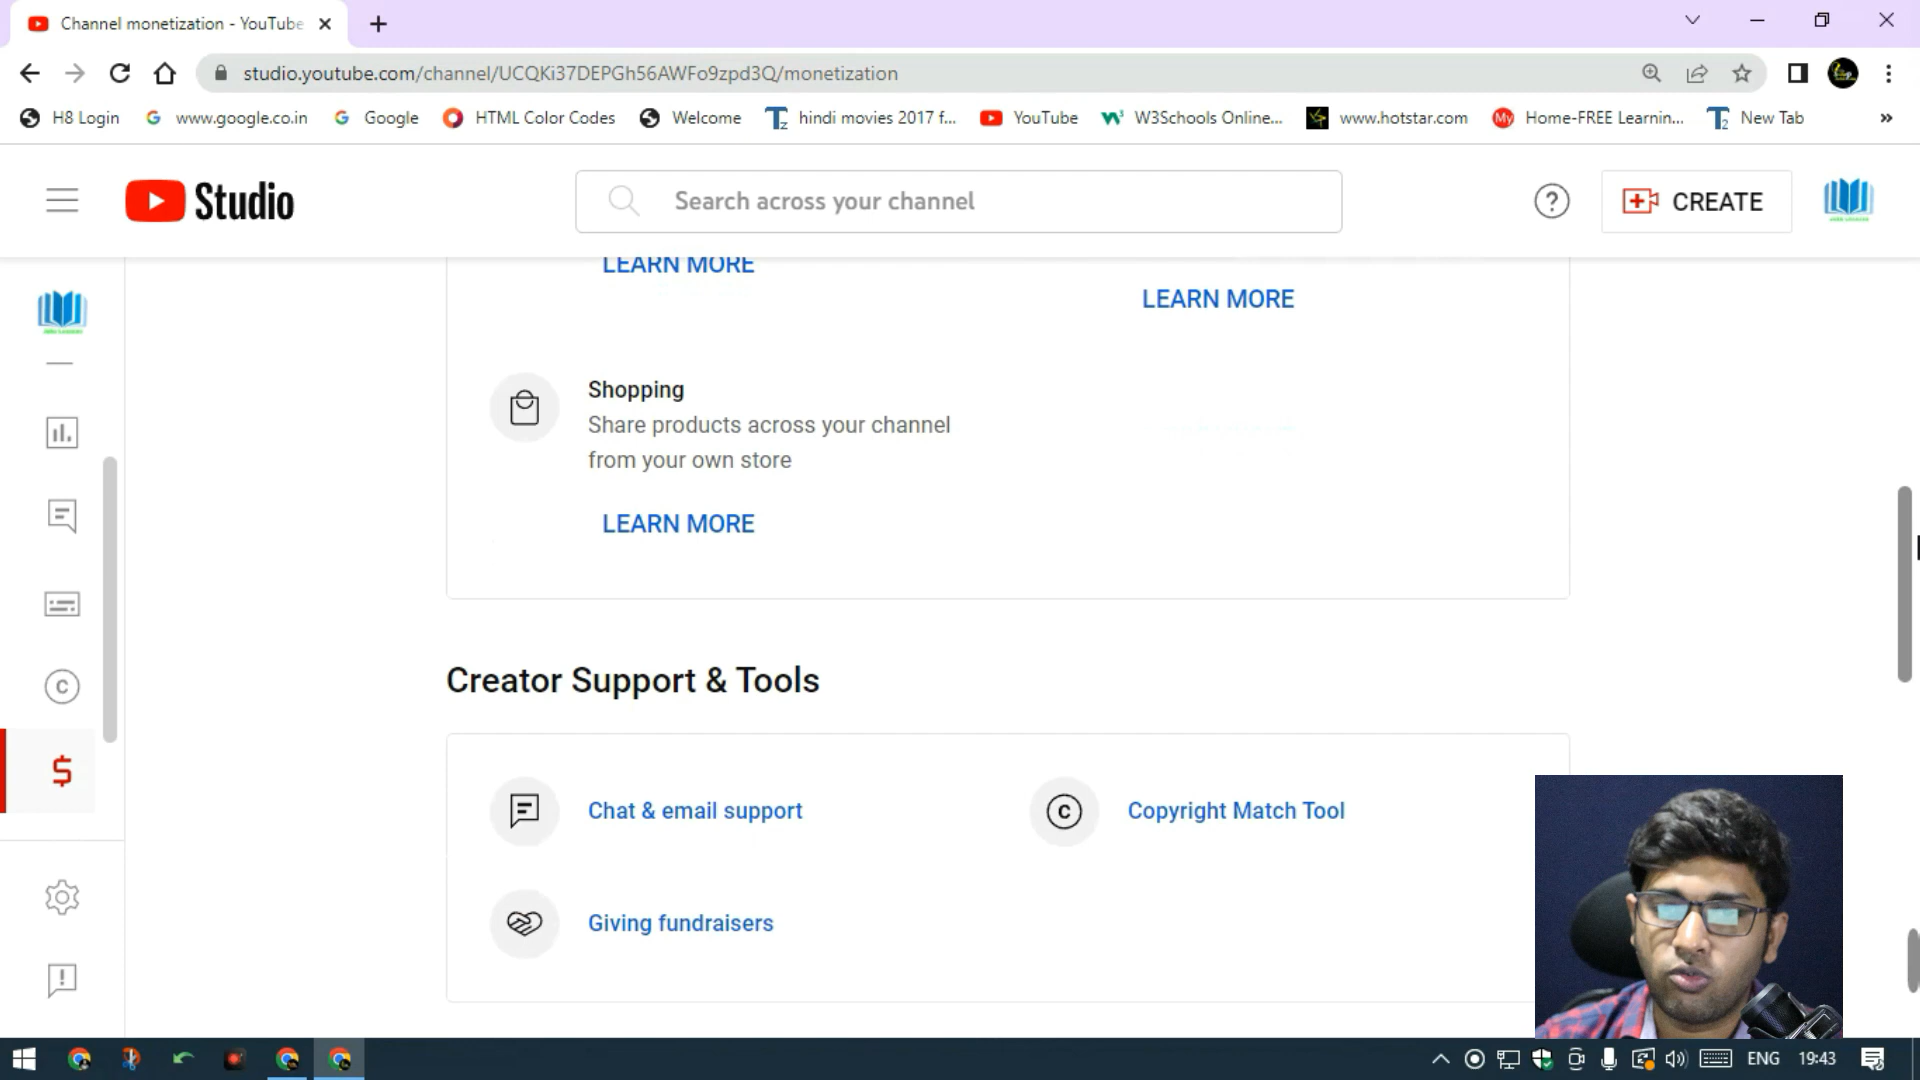 Channel monetization - YouTube
studio.youtube.com/channel/UCQKi37DEPGh56AWFo9zpd3Q/monetization
H8 Login
www.google.co.in
Google
HTML Color Codes
Welcome
hindi movies 2017 f...
YouTube
W3Schools Online...
www.hotstar.com
Home-FREE Learnin...
New Tab
Studio
Search across your channel
CREATE
LEARN MORE
LEARN MORE
Shopping
Share products across your channel
from your own store
LEARN MORE
Creator Support & Tools
Chat & email support
Copyright Match Tool
Giving fundraisers
ENG
19:43